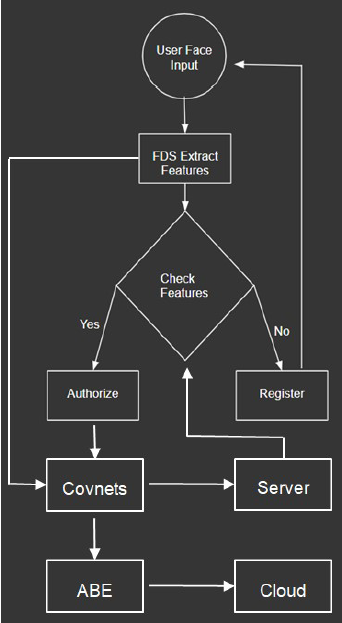 User Face
Input
FDS Extract
Features
Check
Features
Yes
No
Authorize
Register
Covnets
Server
ABE
Cloud